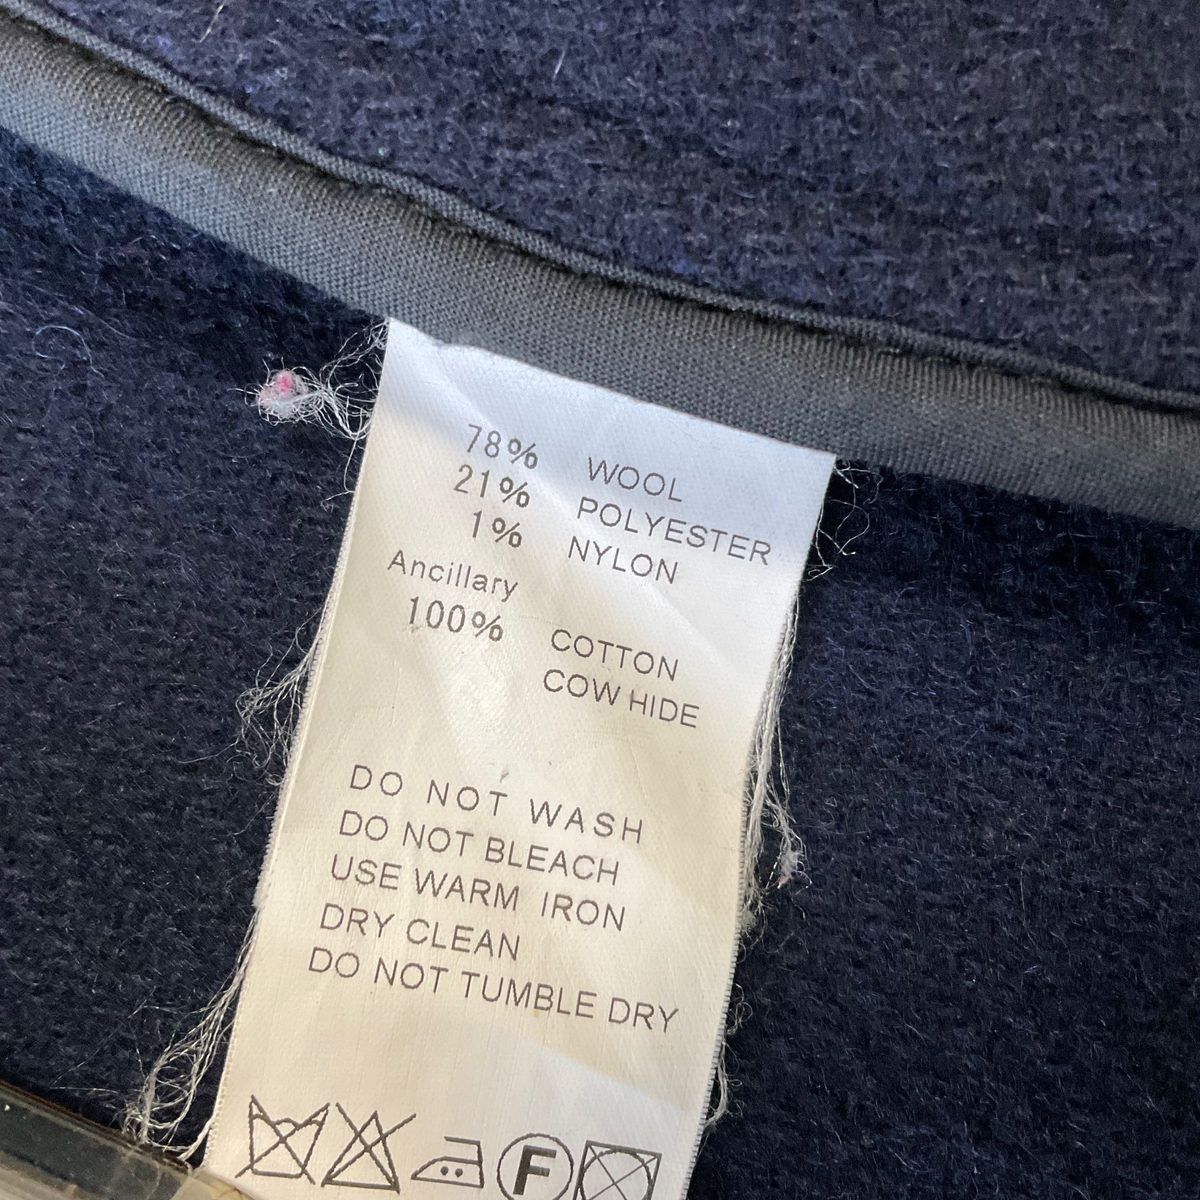 78% WOOL
21% POLYESTER
1% NYLON
Ancillary
100% COTTON
COW HIDE
DO NOT WASH
DO NOT BLEACH
USE WARM IRON
DRY CLEAN
DO NOT TUMBLE DRY
F